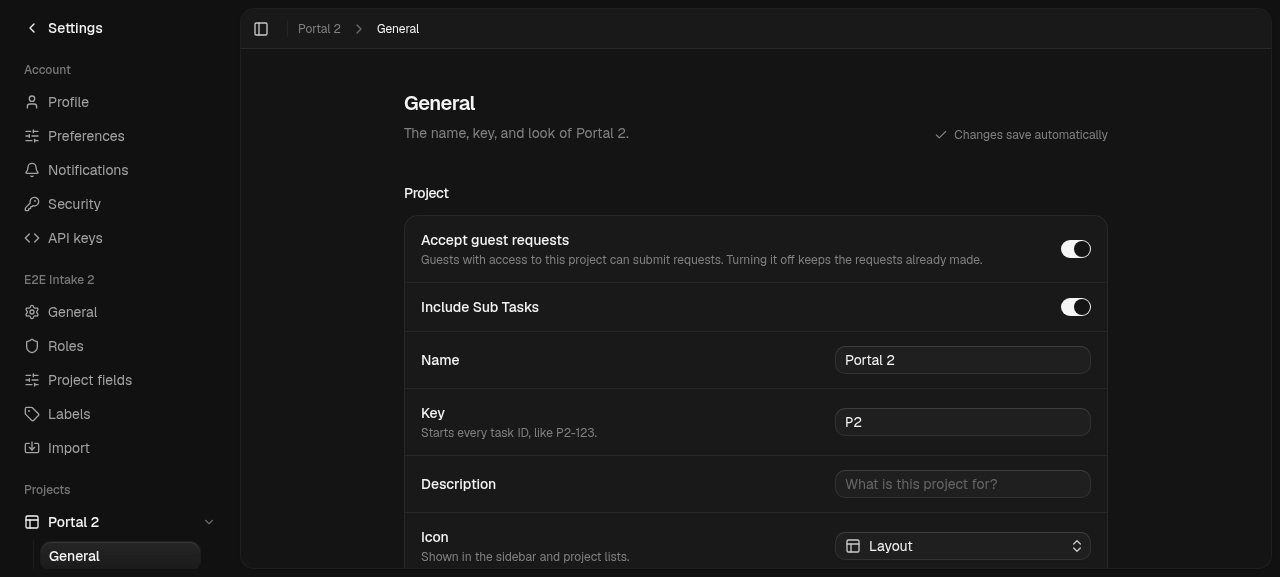 Settings
Account
Profile
Preferences
Notifications
Security
API keys
E2E Intake 2
General
Roles
Project fields
Labels
Import
Projects
Portal 2
General
Portal 2 General
General
The name, key, and look of Portal 2.
Changes save automatically
Project
Accept guest requests
Guests with access to this project can submit requests. Turning it off keeps the requests already made.
Include Sub Tasks
Name
Portal 2
Key
Starts every task ID, like P2-123.
P2
Description
What is this project for?
Icon
Shown in the sidebar and project lists.
Layout